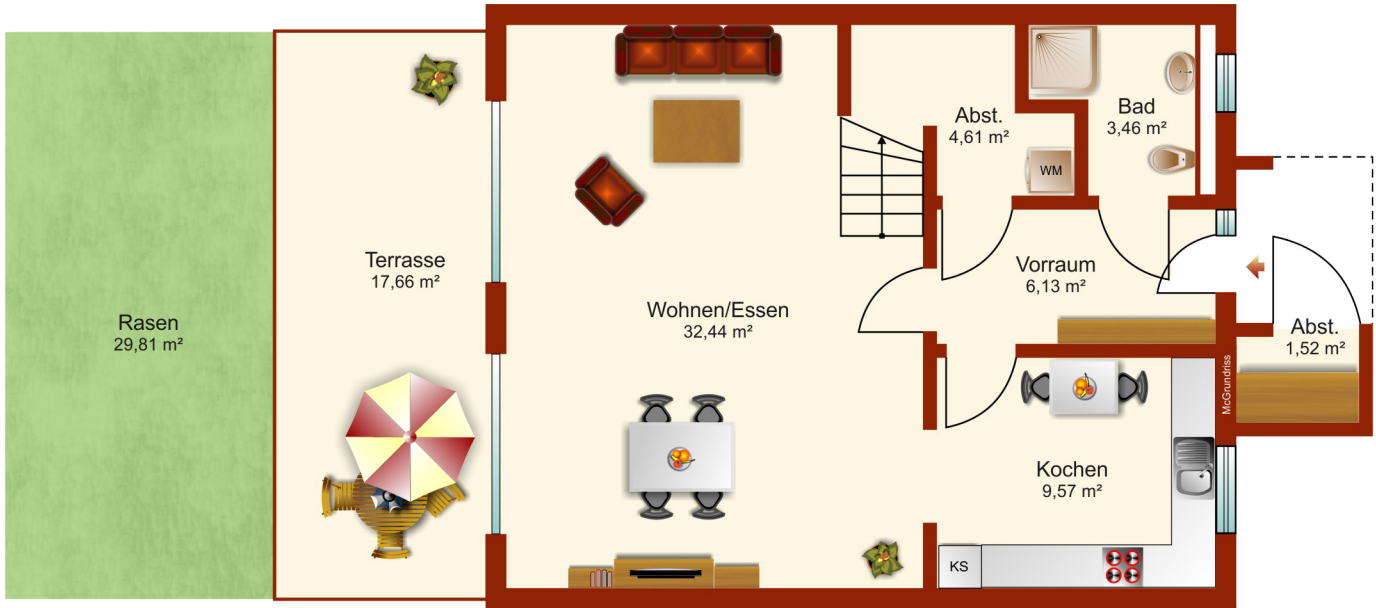 Rasen
29,81 m²
Terrasse
17,66 m²
Wohnen/Essen
32,44 m²
Abst.
4,61 m²
WM
Bad
3,46 m²
Vorraum
6,13 m²
Abst.
1,52 m²
McGrundriss
Kochen
9,57 m²
KS